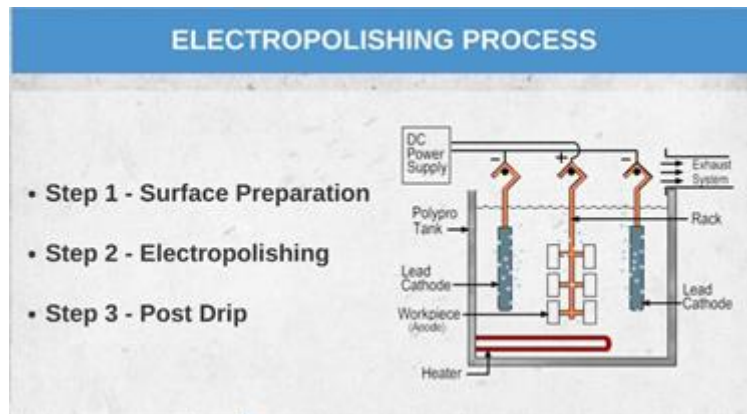 ELECTROPOLISHING PROCESS
• Step 1 - Surface Preparation
• Step 2 - Electropolishing
• Step 3 - Post Drip
DC
Power
Supply
-
+
-
Exhaust
System
Polypro
Tank
Rack
Lead
Cathode
Lead
Cathode
Workpiece
(Anode)
Heater